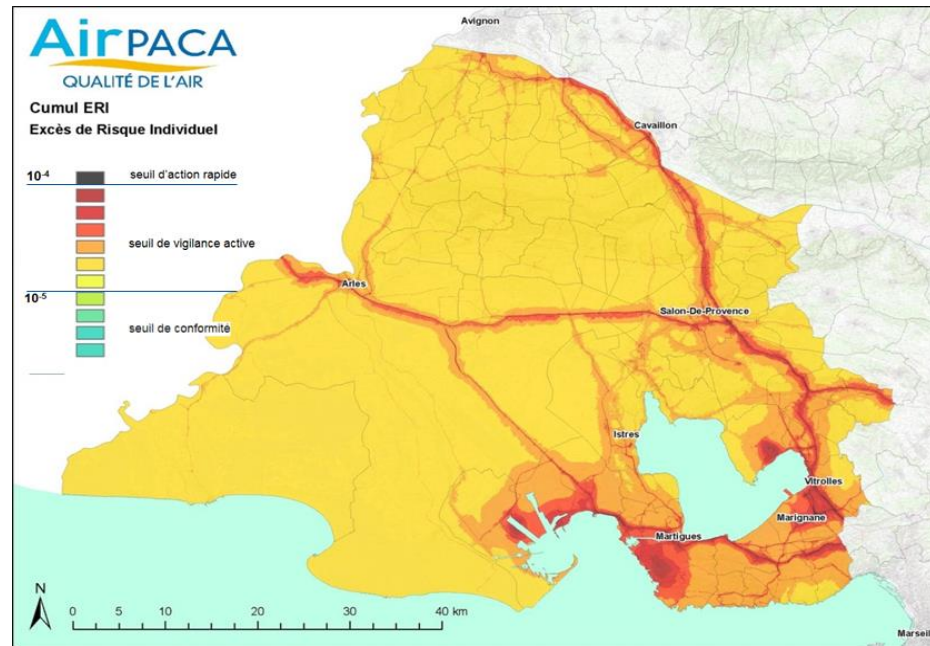 AirPACA
QUALITÉ DE L'AIR
Cumul ERI
Excès de Risque Individuel
10-4
seuil d'action rapide
seuil de vigilance active
10-5
seuil de conformité
Avignon
Cavaillon
Arles
Salon-De-Provence
Istres
Vitrolles
Marignane
Martigues
Marseil
N
0 5 10 20 30 40 km